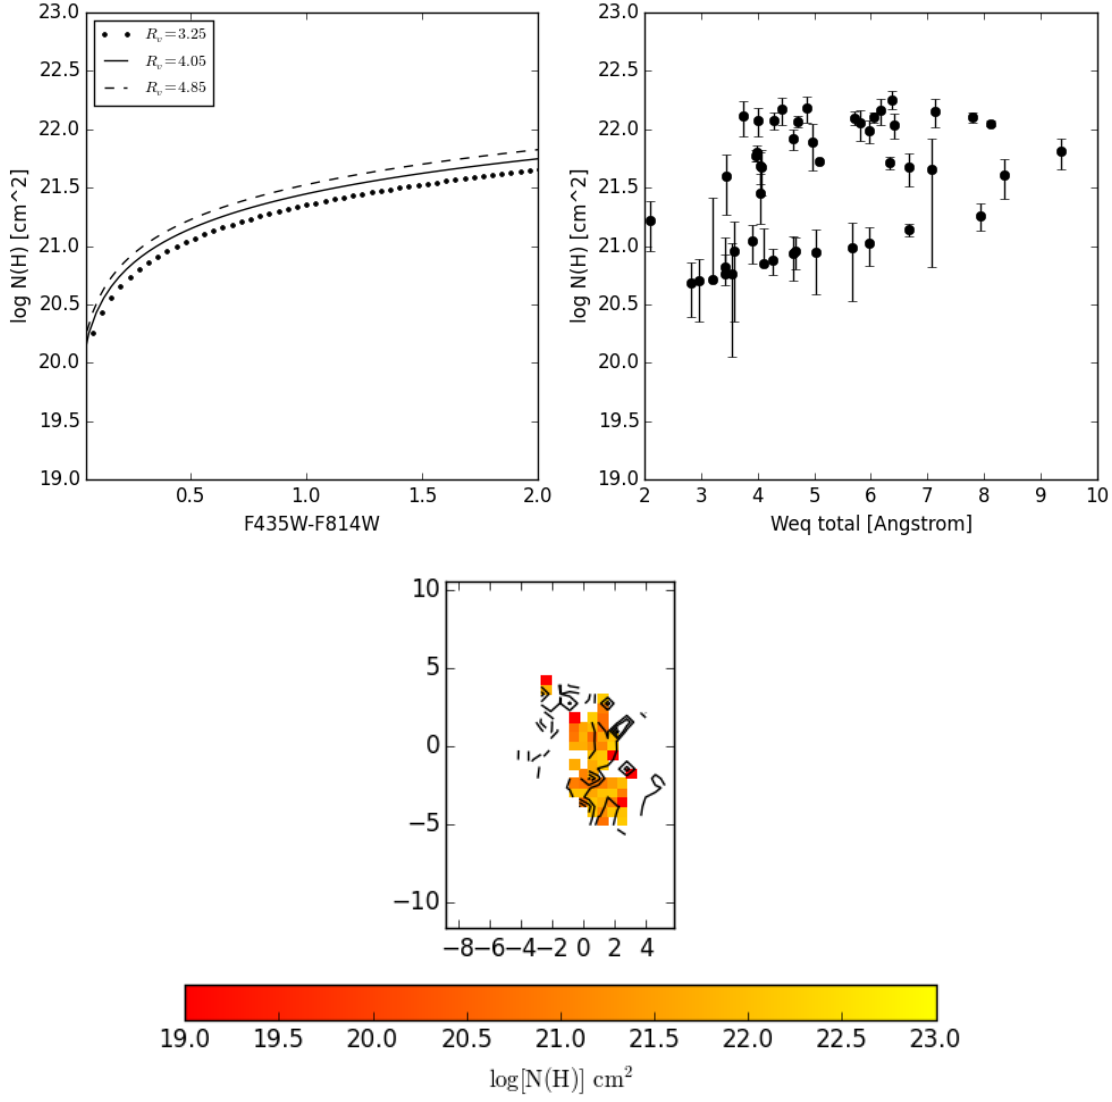 23.0
22.5
22.0
21.5
21.0
20.5
20.0
19.5
19.0
log N(H) [cm^2]
R_v=3.25
R_v=4.05
R_v=4.85
0.5 1.0 1.5 2.0
F435W-F814W
23.0
22.5
22.0
21.5
21.0
20.5
20.0
19.5
19.0
log N(H) [cm^2]
2 3 4 5 6 7 8 9 10
Weq total [Angstrom]
10
5
0
−5
−10
−8 −6 −4 −2 0 2 4
19.0 19.5 20.0 20.5 21.0 21.5 22.0 22.5 23.0
log[N(H)] cm²